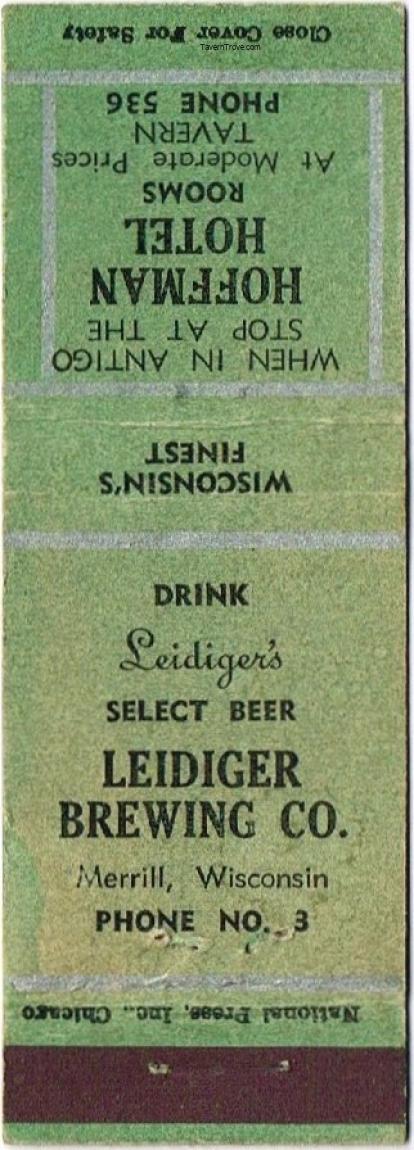 Close Cover For Safety
TavernTrove.com
WHEN IN ANTIGO
STOP AT THE
HOFFMAN
HOTEL
ROOMS
At Moderate Prices
TAVERN
PHONE 536
WISCONSIN'S
FINEST
DRINK
Leidiger's
SELECT BEER
LEIDIGER
BREWING CO.
Merrill, Wisconsin
PHONE NO. 3
National Press, Inc., Chicago